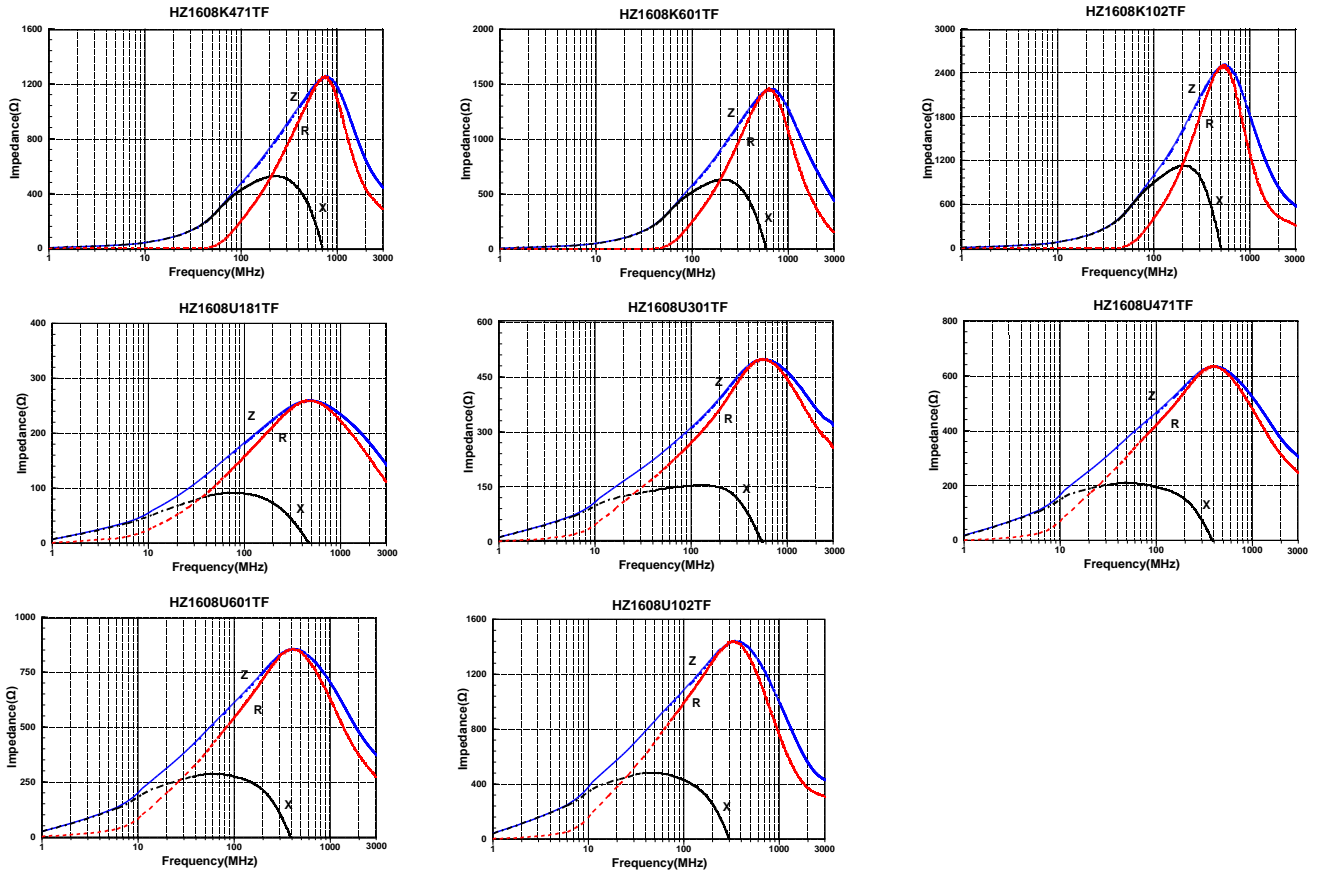 HZ1608K471TF
Impedance(Ω)
1600
1200
800
400
0
Z
R
X
1 10 100 1000 3000
Frequency(MHz)
HZ1608K601TF
Impedance(Ω)
2000
1500
1000
500
0
Z
R
X
1 10 100 1000 3000
Frequency(MHz)
HZ1608K102TF
Impedance(Ω)
3000
2400
1800
1200
600
0
Z
R
X
1 10 100 1000 3000
Frequency(MHz)
HZ1608U181TF
Impedance(Ω)
400
300
200
100
0
Z
R
X
1 10 100 1000 3000
Frequency(MHz)
HZ1608U301TF
Impedance(Ω)
600
450
300
150
0
Z
R
X
1 10 100 1000 3000
Frequency(MHz)
HZ1608U471TF
Impedance(Ω)
800
600
400
200
0
Z
R
X
1 10 100 1000 3000
Frequency(MHz)
HZ1608U601TF
Impedance(Ω)
1000
750
500
250
0
Z
R
X
1 10 100 1000 3000
Frequency(MHz)
HZ1608U102TF
Impedance(Ω)
1600
1200
800
400
0
Z
R
X
1 10 100 1000 3000
Frequency(MHz)